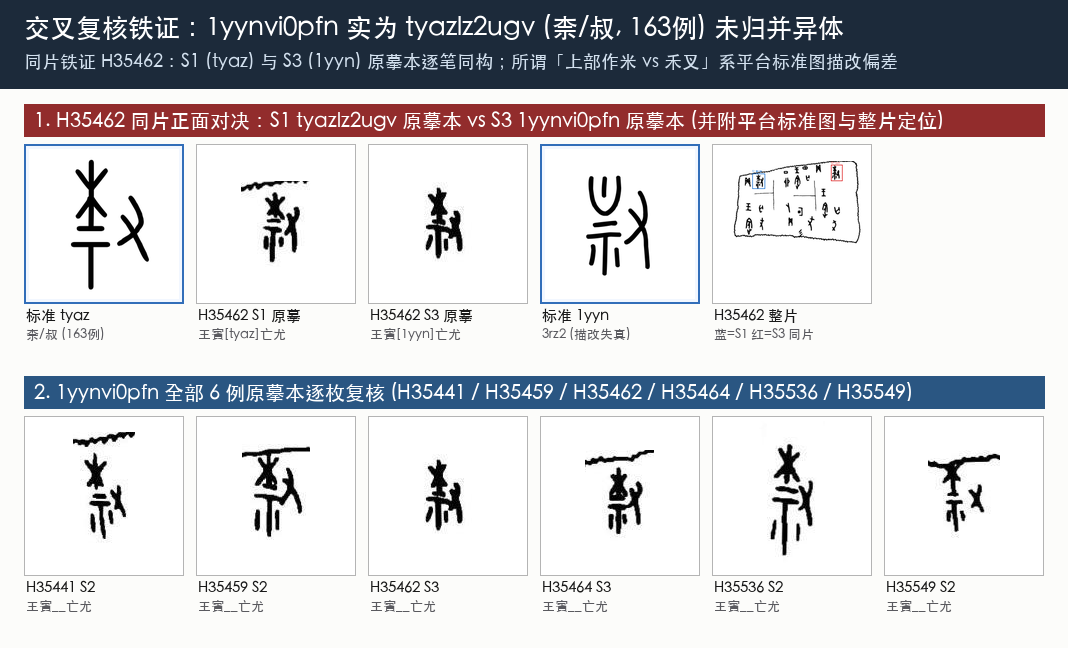 交叉复核铁证：1yynvi0pfn 实为 tyazlz2ugv (柰/叔, 163例) 未归并异体
同片铁证 H35462：S1 (tyaz) 与 S3 (1yyn) 原摹本逐笔同构；所谓「上部作米 vs 禾叉」系平台标准图描改偏差
1. H35462 同片正面对决：S1 tyazlz2ugv 原摹本 vs S3 1yynvi0pfn 原摹本 (并附平台标准图与整片定位)
标准 tyaz
柰/叔 (163例)
H35462 S1 原摹
王賓[tyaz]亡尤
H35462 S3 原摹
王賓[1yyn]亡尤
标准 1yyn
3rz2 (描改失真)
H35462 整片
蓝=S1 红=S3 同片
2. 1yynvi0pfn 全部 6 例原摹本逐枚复核 (H35441 / H35459 / H35462 / H35464 / H35536 / H35549)
H35441 S2
王賓__亡尤
H35459 S2
王賓__亡尤
H35462 S3
王賓__亡尤
H35464 S3
王賓__亡尤
H35536 S2
王賓__亡尤
H35549 S2
王賓__亡尤